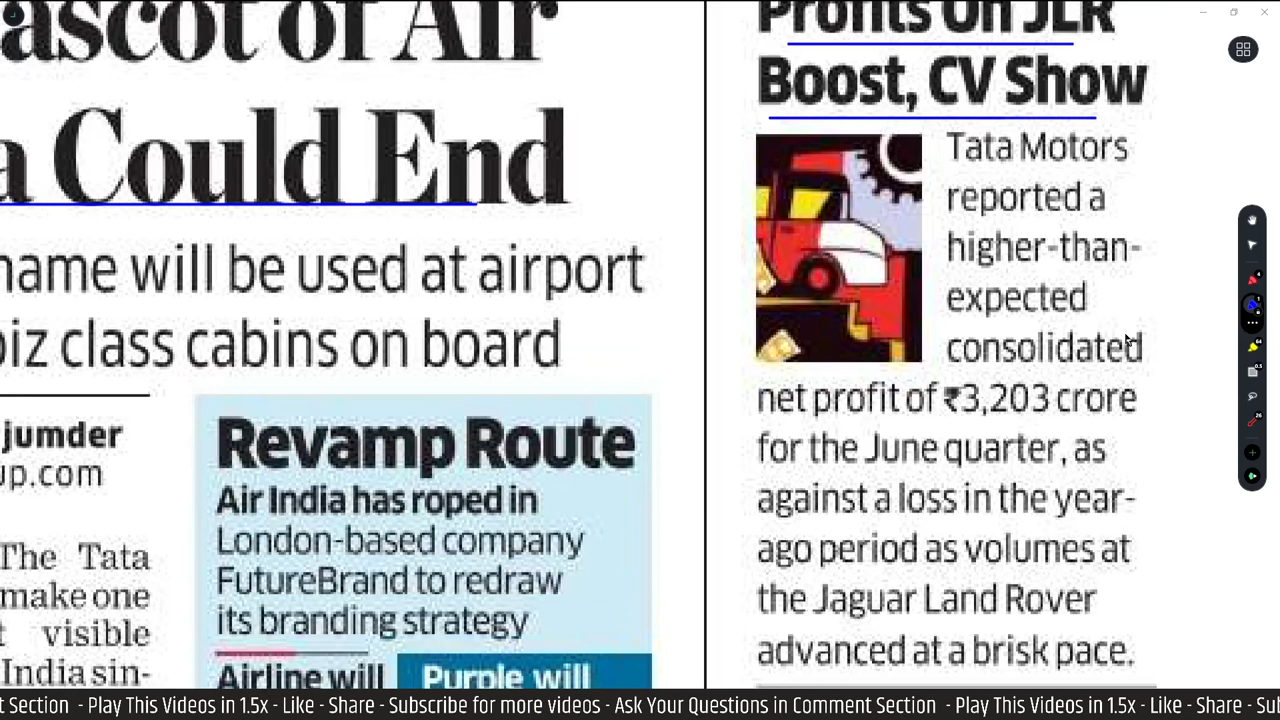 ascot of Air
a Could End
name will be used at airport
biz class cabins on board
jumder
up.com
The Tata
make one
t visible
India sin-
Revamp Route
Air India has roped in
London-based company
FutureBrand to redraw
its branding strategy
Airline will
Purple will
Profits On JLR
Boost, CV Show
Tata Motors
reported a
higher-than-
expected
consolidated
net profit of ₹3,203 crore
for the June quarter, as
against a loss in the year-
ago period as volumes at
the Jaguar Land Rover
advanced at a brisk pace.
t Section - Play This Videos in 1.5x - Like - Share - Subscribe for more videos - Ask Your Questions in Comment Section - Play This Videos in 1.5x - Like - Share - Su